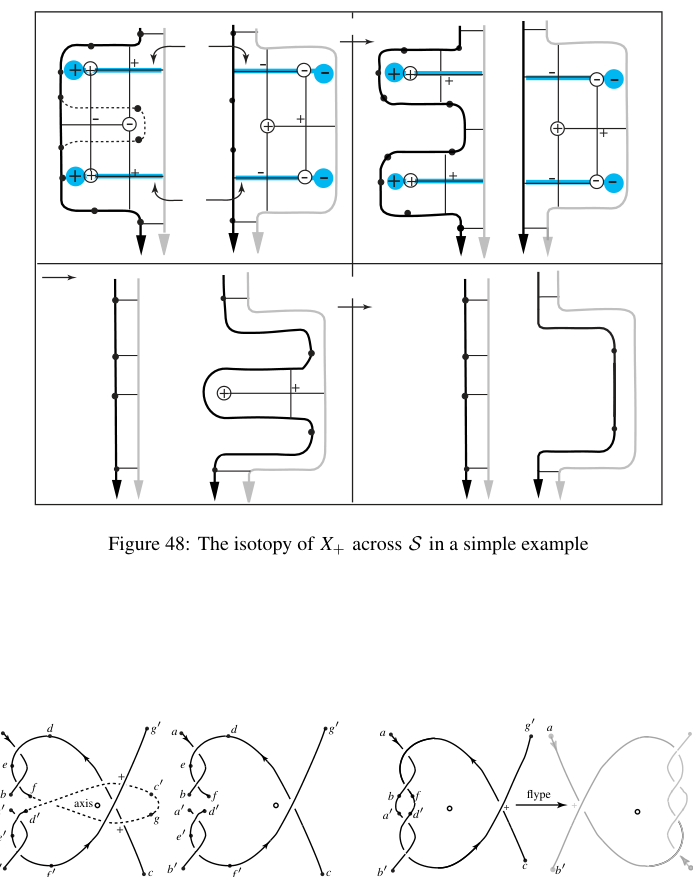 + + + - - -
+ + + - -
- - + +
+ + + - - -
+ +
Figure 48: The isotopy of X+ across S in a simple example
d g′ a d g′ a g′ a
e + c′ e
b f axis b f b f flype
d′ + g a′ d′ a′ d′ + +
e′ e′
f′ c b′ f′ c b′ c b′